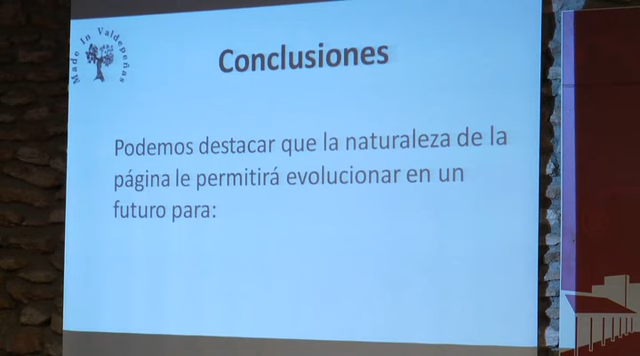 Made In Valdepeñas
Conclusiones
Podemos destacar que la naturaleza de la
página le permitirá evolucionar en un
futuro para: